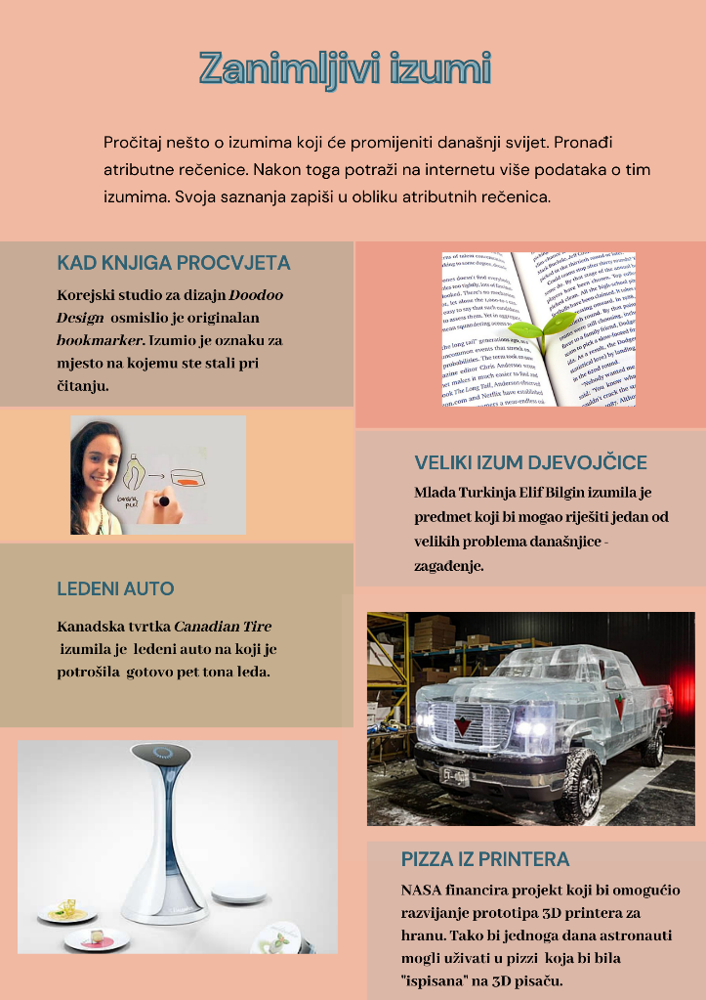 Zanimljivi izumi
Pročitaj nešto o izumima koji će promijeniti današnji svijet. Pronađi
atributne rečenice. Nakon toga potraži na internetu više podataka o tim
izumima. Svoja saznanja zapiši u obliku atributnih rečenica.
KAD KNJIGA PROCVJETA
Korejski studio za dizajn Doodoo
Design osmislio je originalan
bookmarker. Izumio je oznaku za
mjesto na kojemu ste stali pri
čitanju.
banana
peel
VELIKI IZUM DJEVOJČICE
Mlada Turkinja Elif Bilgin izumila je
predmet koji bi mogao riješiti jedan od
velikih problema današnjice -
zagađenje.
LEDENI AUTO
Kanadska tvrtka Canadian Tire
izumila je ledeni auto na koji je
potrošila gotovo pet tona leda.
PIZZA IZ PRINTERA
NASA financira projekt koji bi omogućio
razvijanje prototipa 3D printera za
hranu. Tako bi jednoga dana astronauti
mogli uživati u pizzi koja bi bila
"ispisana" na 3D pisaču.